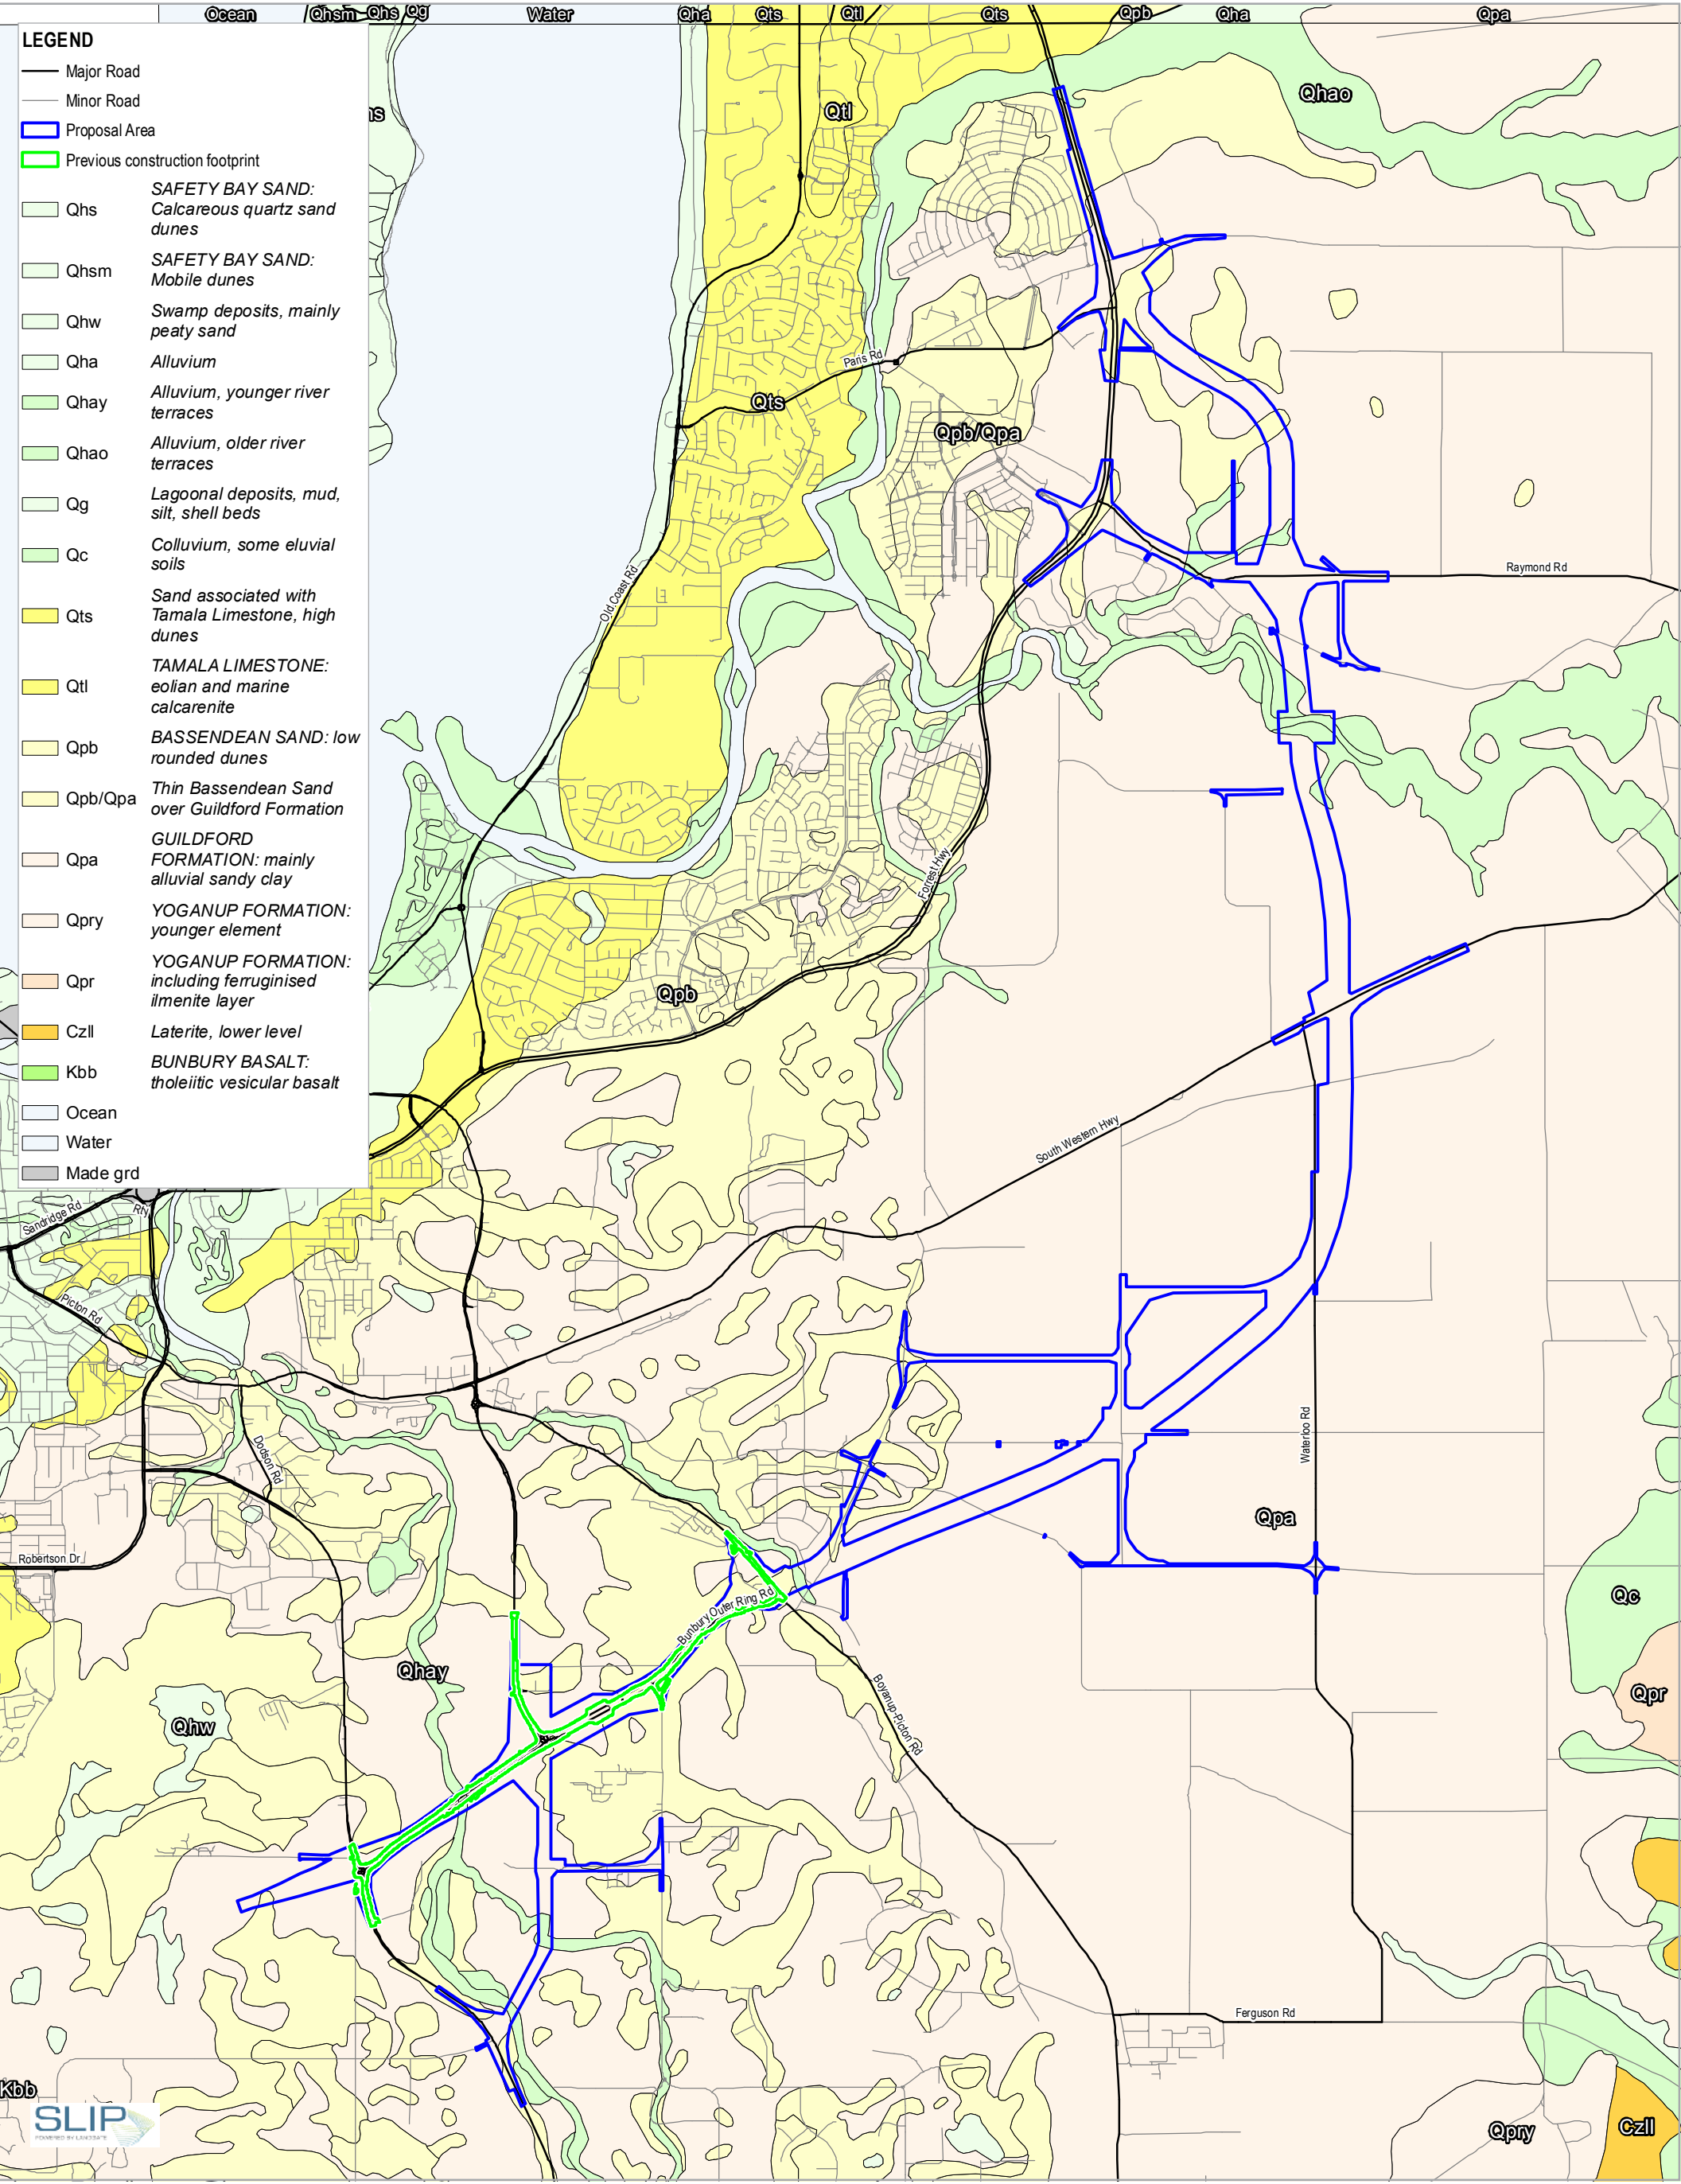 Ocean Qhsm Qhs Qg Water Qha Qts Qtl Qts Qpb Qha Qpa
LEGEND
Major Road
Minor Road
Proposal Area
Previous construction footprint
Qhs SAFETY BAY SAND:
Calcareous quartz sand
dunes
Qhsm SAFETY BAY SAND:
Mobile dunes
Qhw Swamp deposits, mainly
peaty sand
Qha Alluvium
Qhay Alluvium, younger river
terraces
Qhao Alluvium, older river
terraces
Qg Lagoonal deposits, mud,
silt, shell beds
Qc Colluvium, some eluvial
soils
Qts Sand associated with
Tamala Limestone, high
dunes
Qtl TAMALA LIMESTONE:
eolian and marine
calcarenite
Qpb BASSENDEAN SAND: low
rounded dunes
Qpb/Qpa Thin Bassendean Sand
over Guildford Formation
Qpa GUILDFORD
FORMATION: mainly
alluvial sandy clay
Qpry YOGANUP FORMATION:
younger element
Qpr YOGANUP FORMATION:
including ferruginised
ilmenite layer
Czll Laterite, lower level
Kbb BUNBURY BASALT:
tholeiitic vesicular basalt
Ocean
Water
Made grd
Qhao
Qtl
Paris Rd
Qts
Qpb/Qpa
Raymond Rd
Old Coast Rd
Forrest Hwy
Qpb
South Western Hwy
Sandridge Rd
Picton Rd
Dodson Rd
Waterloo Rd
Qpa
Robertson Dr
Bunbury Outer Ring Rd
Qc
Qhay
Qpr
Boyanup-Picton Rd
Qhw
Ferguson Rd
Kbb
SLIP
POWERED BY LANDGATE
Qpry
Czll